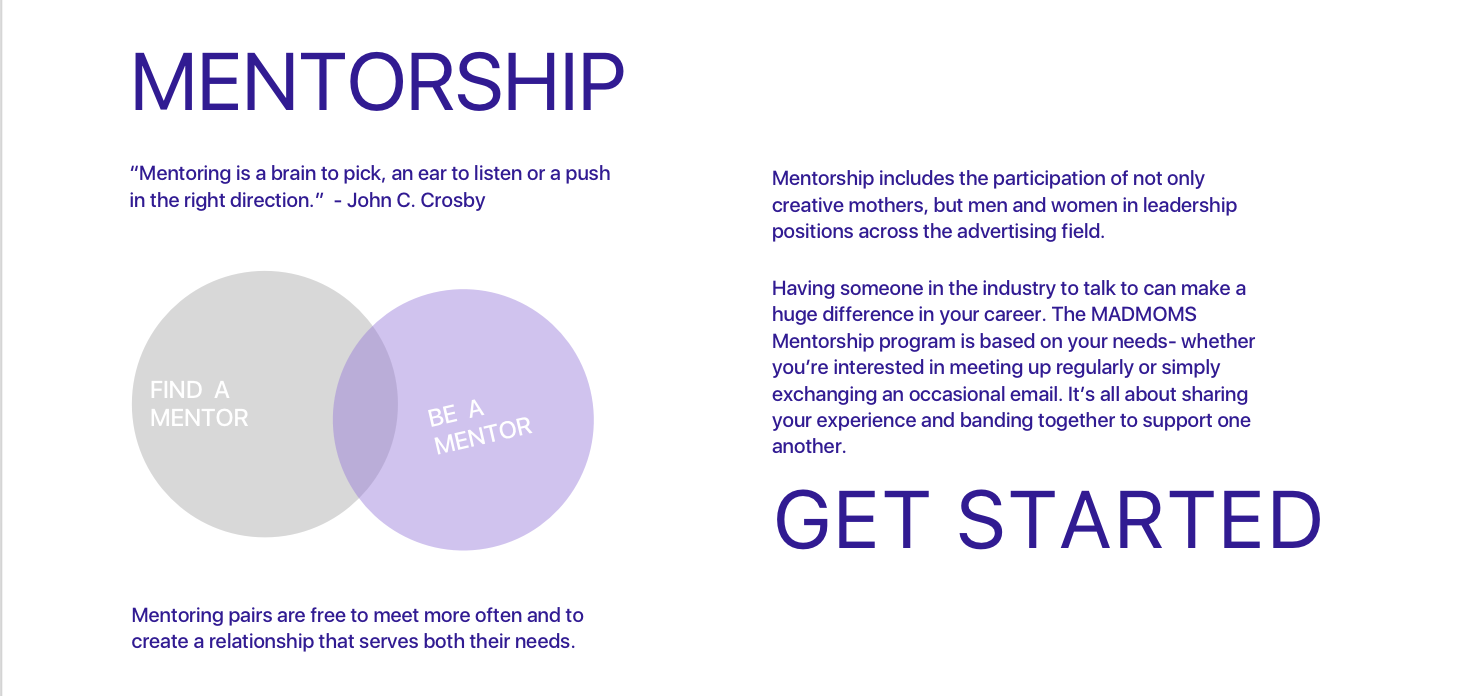 MENTORSHIP
“Mentoring is a brain to pick, an ear to listen or a push
in the right direction.” - John C. Crosby
FIND A
MENTOR
BE A
MENTOR
Mentoring pairs are free to meet more often and to
create a relationship that serves both their needs.
Mentorship includes the participation of not only
creative mothers, but men and women in leadership
positions across the advertising field.
Having someone in the industry to talk to can make a
huge difference in your career. The MADMOMS
Mentorship program is based on your needs- whether
you’re interested in meeting up regularly or simply
exchanging an occasional email. It’s all about sharing
your experience and banding together to support one
another.
GET STARTED